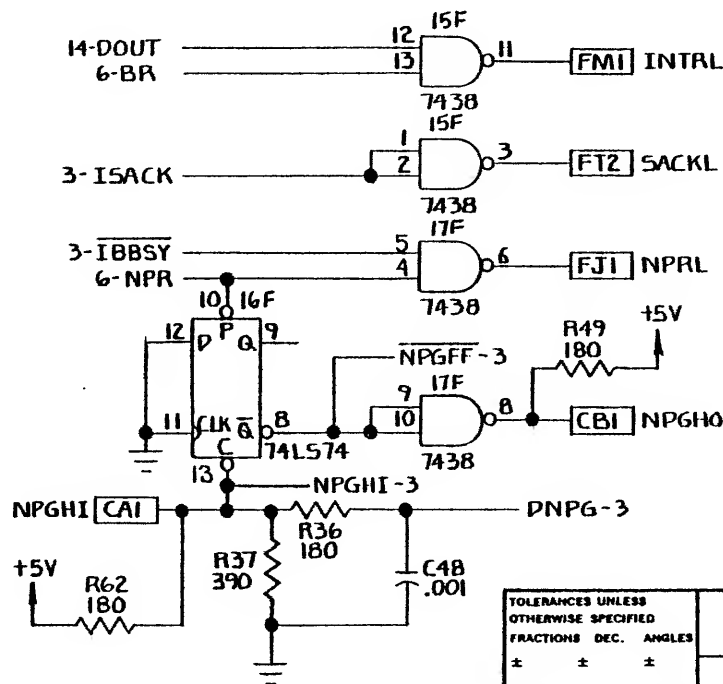 15F
14-DOUT 12 11 FM1 INTRL
6-BR 13
7438
15F
1 3 FT2 SACKL
3-ISACK 2
7438
17F
3-IBBSY 5 6 FJ1 NPRL
6-NPR 4
7438
10 16F
12 D P Q 9
+5V
R49
180
NPGFF-3
17F
9
11 CLK Q 8 10 8 CB1 NPGHO
C 74LS74 7438
13
NPGHI-3
NPGHI CA1 DNPG-3
R36
180
R37
390
C48
.001
+5V R62
180
TOLERANCES UNLESS
OTHERWISE SPECIFIED
FRACTIONS DEC. ANGLES
± ± ±